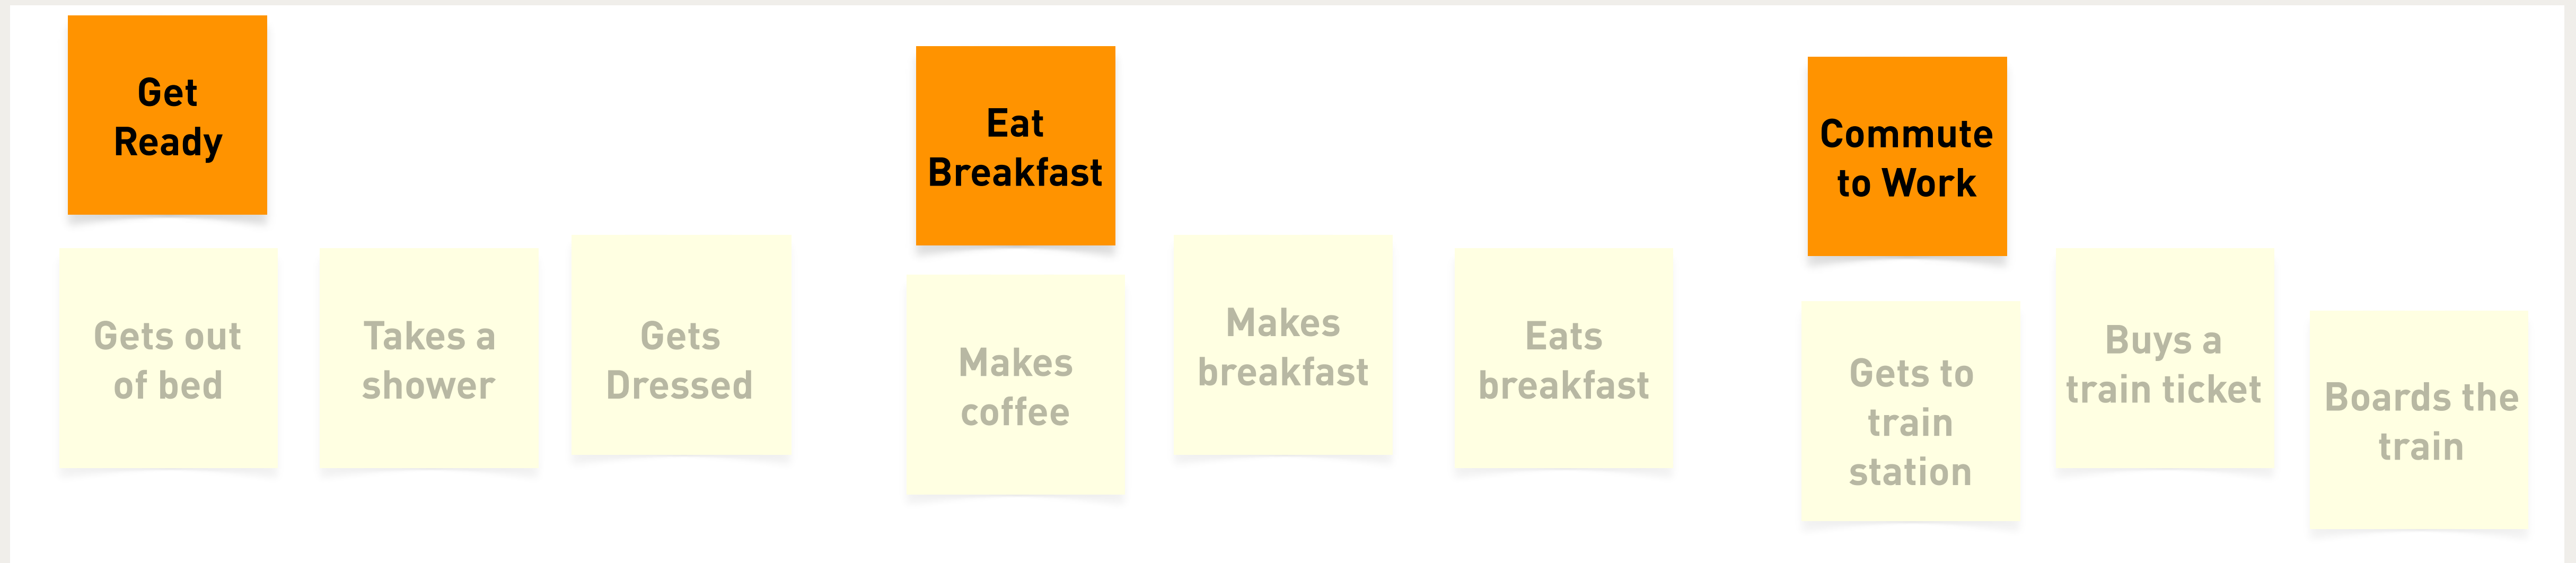 Get
Ready
Eat
Breakfast
Commute
to Work
Gets out
of bed
Takes a
shower
Gets
Dressed
Makes
coffee
Makes
breakfast
Eats
breakfast
Gets to
train
station
Buys a
train ticket
Boards the
train